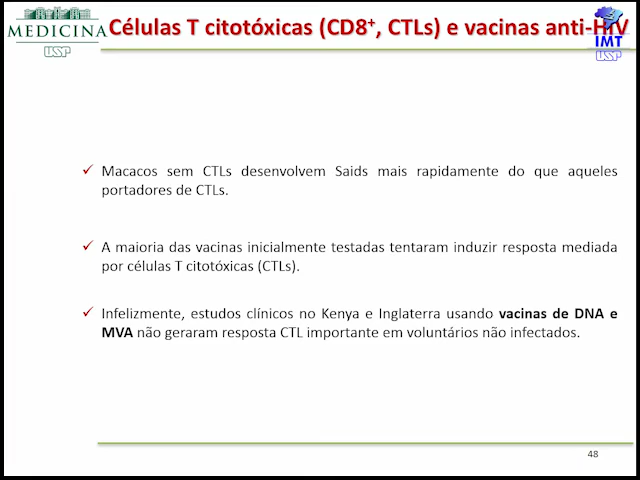 MEDICINA
USP
Células T citotóxicas (CD8⁺, CTLs) e vacinas anti-HIV
IMT
USP
Macacos sem CTLs desenvolvem Saids mais rapidamente do que aqueles
portadores de CTLs.
A maioria das vacinas inicialmente testadas tentaram induzir resposta mediada
por células T citotóxicas (CTLs).
Infelizmente, estudos clínicos no Kenya e Inglaterra usando vacinas de DNA e
MVA não geraram resposta CTL importante em voluntários não infectados.
48